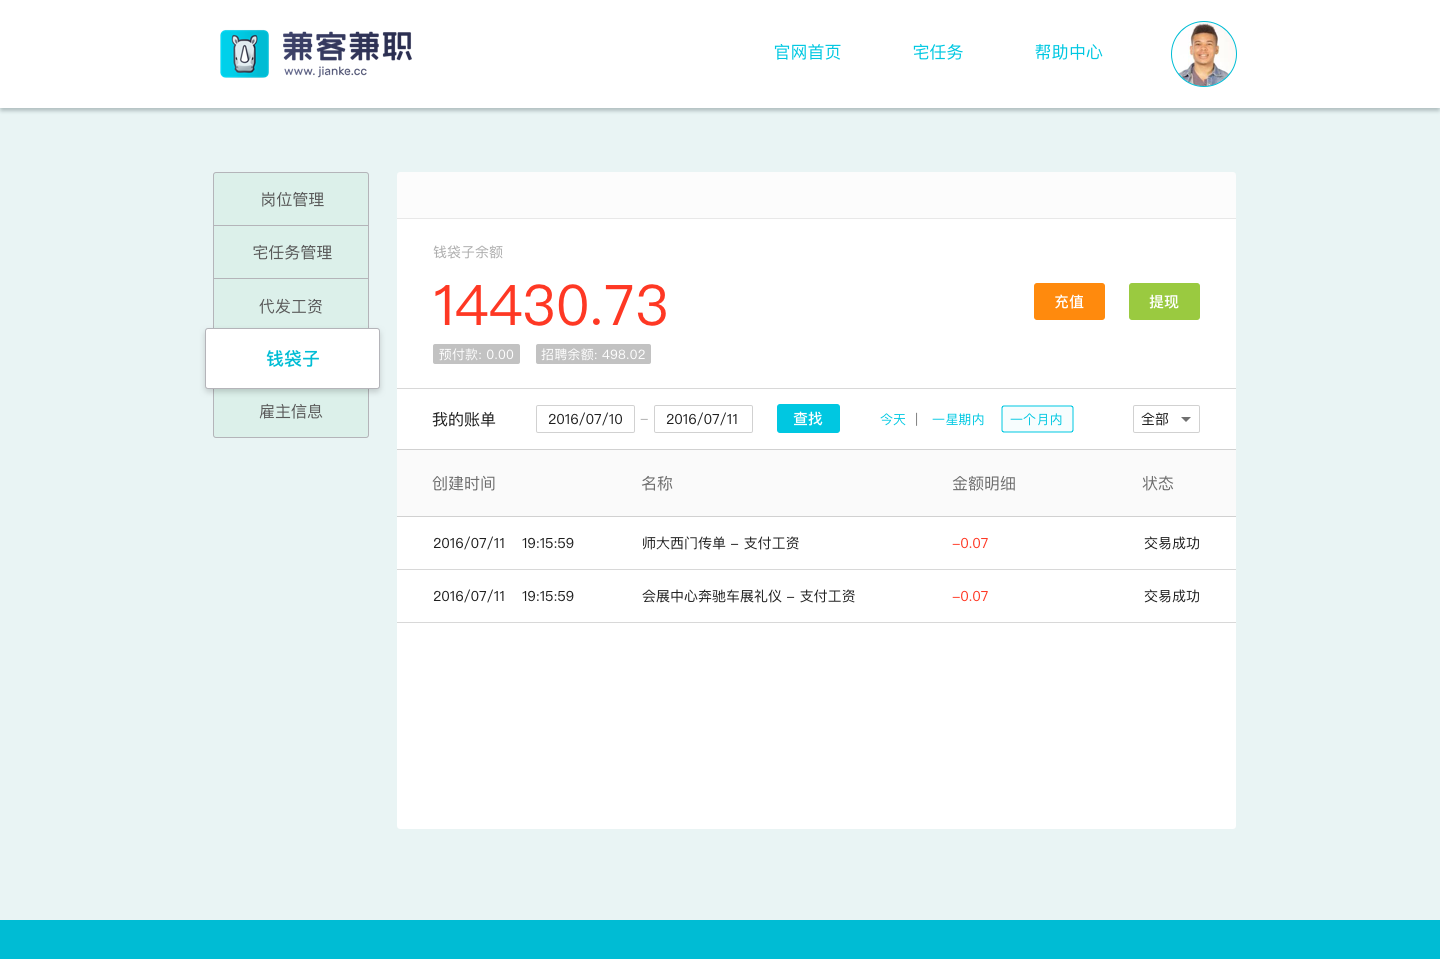 兼客兼职
www. jianke.cc
官网首页 宅任务 帮助中心
岗位管理
宅任务管理
代发工资
钱袋子
雇主信息
钱袋子余额
14430.73
充值 提现
预付款: 0.00 招聘余额: 498.02
我的账单 2016/07/10 – 2016/07/11 查找 今天 | 一星期内 一个月内 全部
创建时间 名称 金额明细 状态
2016/07/11 19:15:59 师大西门传单 – 支付工资 –0.07 交易成功
2016/07/11 19:15:59 会展中心奔驰车展礼仪 – 支付工资 –0.07 交易成功